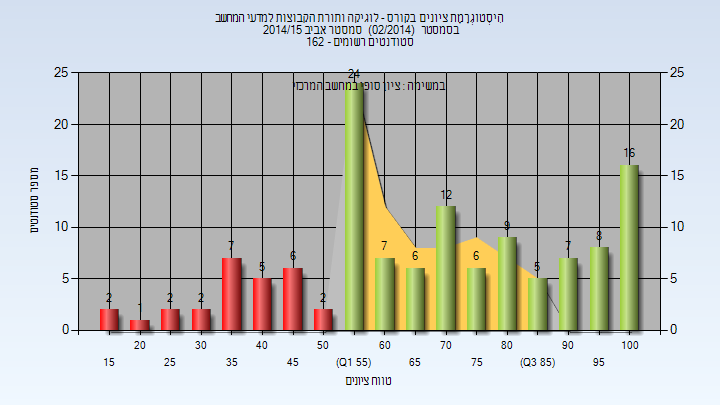 היסטוגרמת ציונים בקורס - לוגיקה ותורת הקבוצות למדעי המחשב
בסמסטר (02/2014) סמסטר אביב 2014/15
סטודנטים רשומים - 162
במשימה : ציון סופי במחשב המרכזי
מספר סטודנטים
25 25
20 20
15 15
10 10
5 5
0 0
2 1 2 2 7 5 6 2 24 7 6 12 6 9 5 7 8 16
20 30 40 50 60 70 80 90 100
15 25 35 45 (Q1 55) 65 75 (Q3 85) 95
טווח ציונים